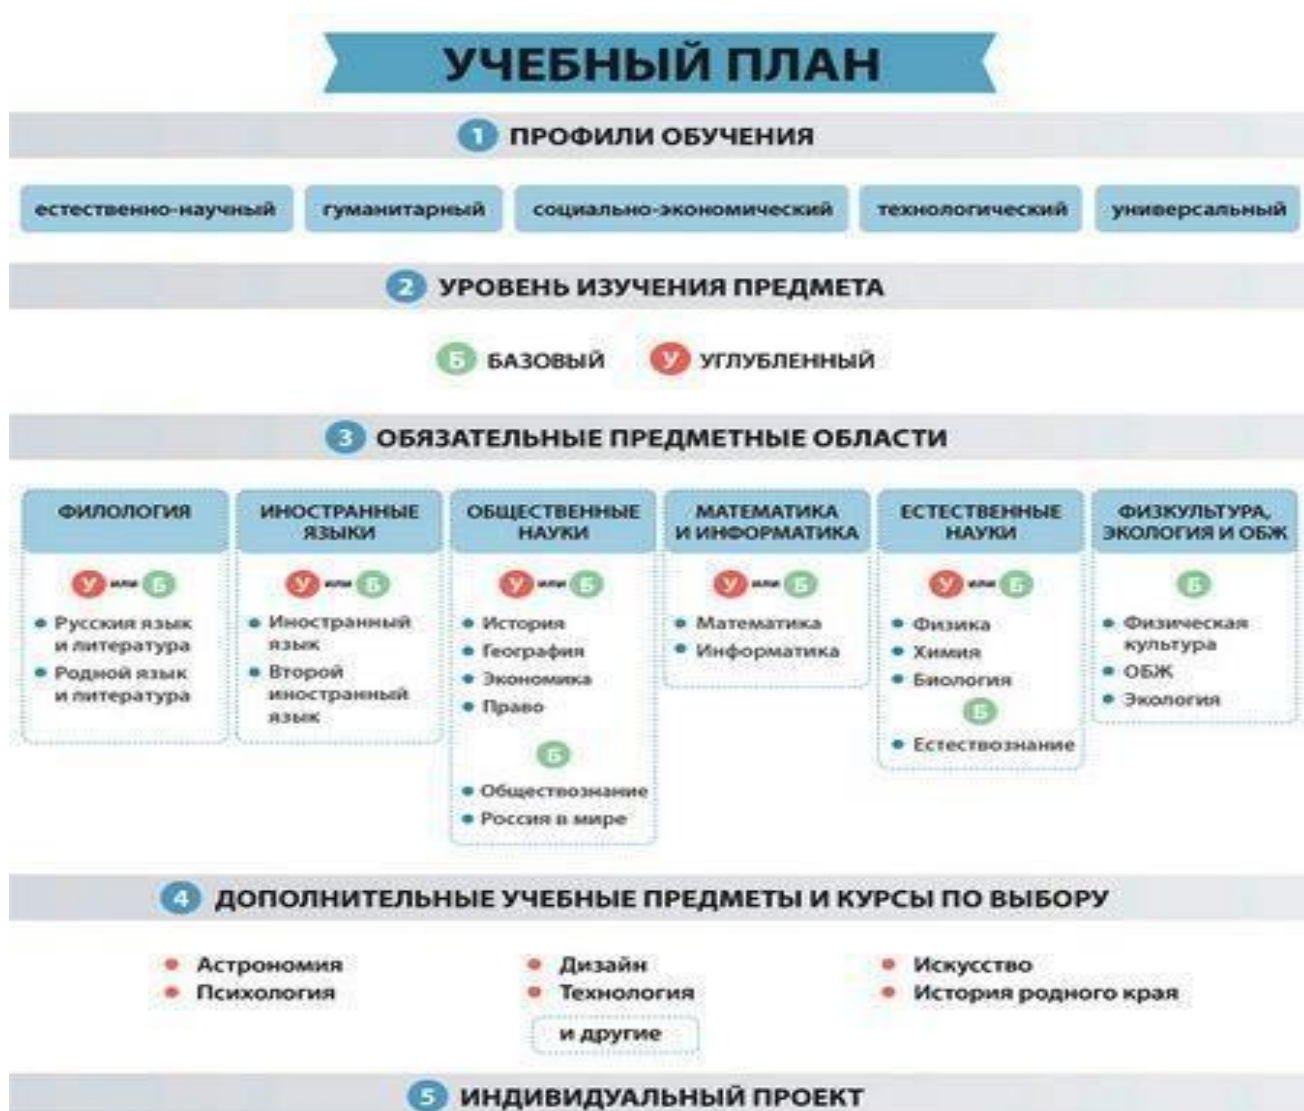 УЧЕБНЫЙ ПЛАН
1 ПРОФИЛИ ОБУЧЕНИЯ
естественно-научный
гуманитарный
социально-экономический
технологический
универсальный
2 УРОВЕНЬ ИЗУЧЕНИЯ ПРЕДМЕТА
Б БАЗОВЫЙ У УГЛУБЛЕННЫЙ
3 ОБЯЗАТЕЛЬНЫЕ ПРЕДМЕТНЫЕ ОБЛАСТИ
ФИЛОЛОГИЯ
У или Б
• Русския язык
и литература
• Родной язык
и литература
ИНОСТРАННЫЕ
ЯЗЫКИ
У или Б
• Иностранный
язык
• Второй
иностранный
язык
ОБЩЕСТВЕННЫЕ
НАУКИ
У или Б
• История
• География
• Экономика
• Право
Б
• Обществознание
• Россия в мире
МАТЕМАТИКА
И ИНФОРМАТИКА
У или Б
• Математика
• Информатика
ЕСТЕСТВЕННЫЕ
НАУКИ
У или Б
• Физика
• Химия
• Биология
Б
• Естествознание
ФИЗКУЛЬТУРА,
ЭКОЛОГИЯ И ОБЖ
Б
• Физическая
культура
• ОБЖ
• Экология
4 ДОПОЛНИТЕЛЬНЫЕ УЧЕБНЫЕ ПРЕДМЕТЫ И КУРСЫ ПО ВЫБОРУ
• Астрономия
• Психология
• Дизайн
• Технология
и другие
• Искусство
• История родного края
5 ИНДИВИДУАЛЬНЫЙ ПРОЕКТ